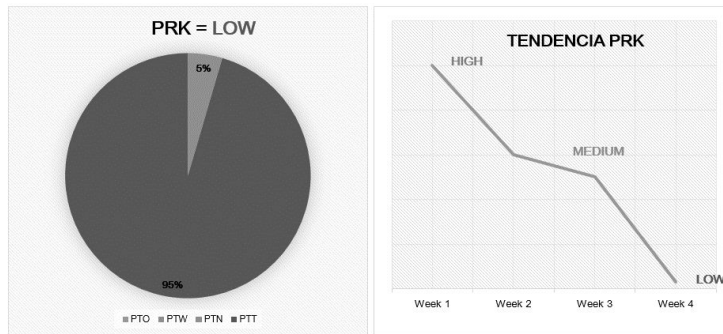 PRK = LOW
5%
95%
PTO PTW PTN PTT
TENDENCIA PRK
HIGH
MEDIUM
LOW
Week 1 Week 2 Week 3 Week 4